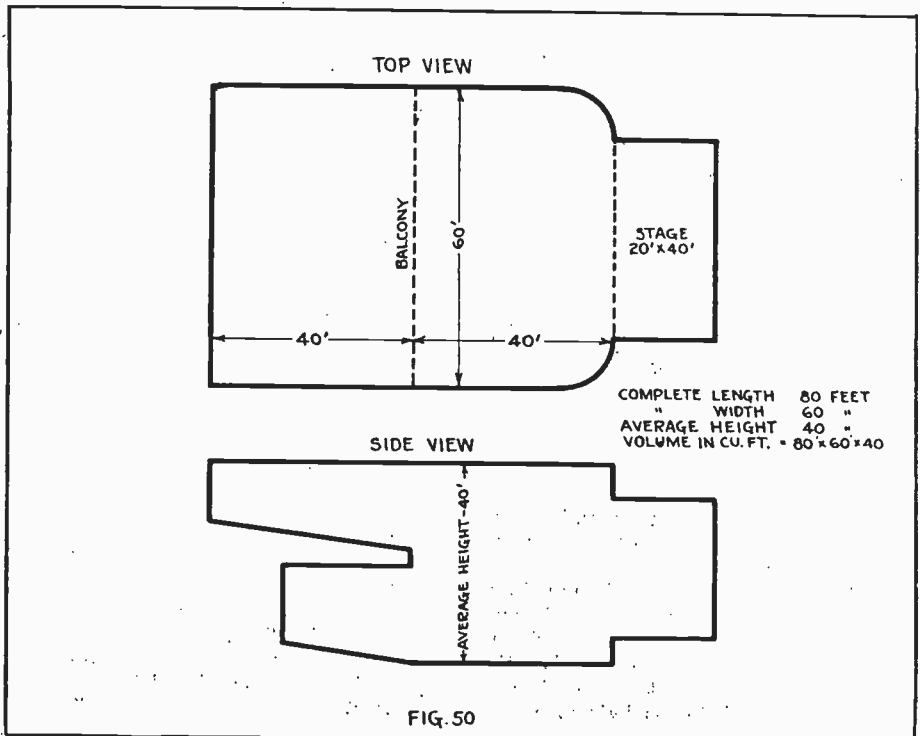 TOP VIEW
BALCONY
60'
STAGE
20'X40'
40'
40'
COMPLETE LENGTH 80 FEET
" WIDTH 60 "
AVERAGE HEIGHT 40 "
VOLUME IN CU. FT. = 80'x60'x40
SIDE VIEW
AVERAGE HEIGHT-40'
FIG. 50